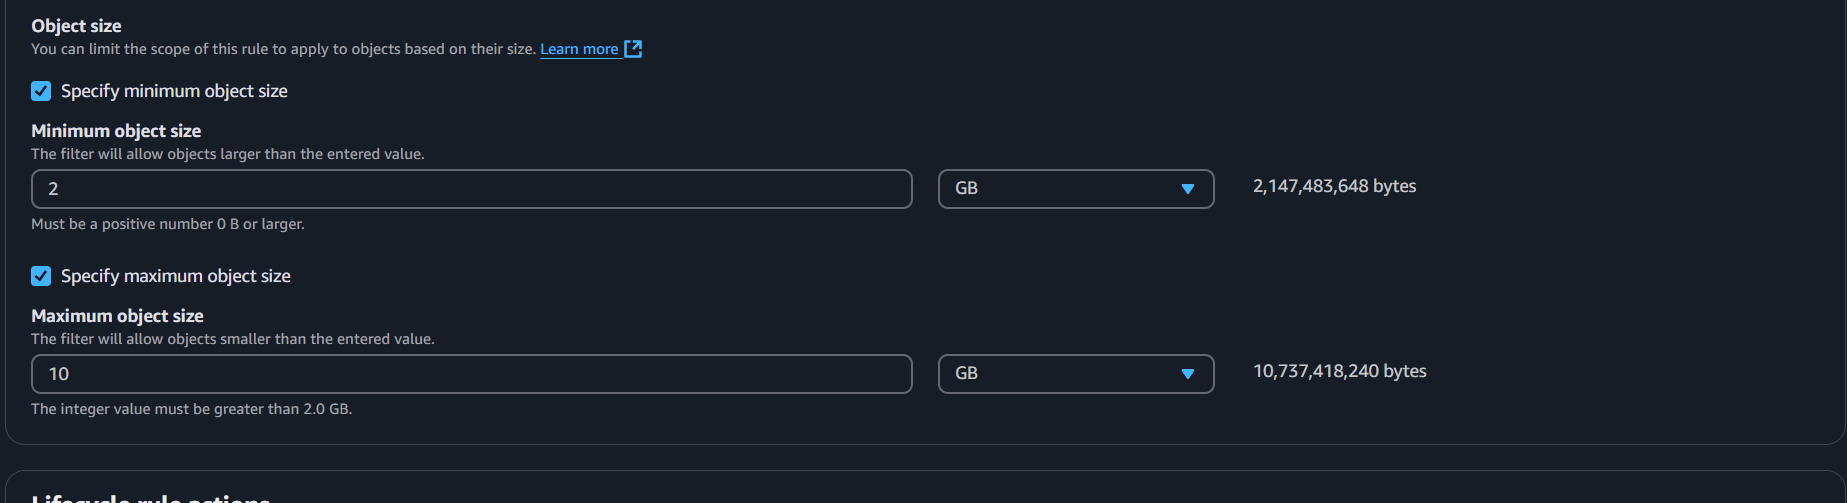 Object size
You can limit the scope of this rule to apply to objects based on their size. Learn more
Specify minimum object size
Minimum object size
The filter will allow objects larger than the entered value.
2 GB 2,147,483,648 bytes
Must be a positive number 0 B or larger.
Specify maximum object size
Maximum object size
The filter will allow objects smaller than the entered value.
10 GB 10,737,418,240 bytes
The integer value must be greater than 2.0 GB.
Lifecycle rule actions